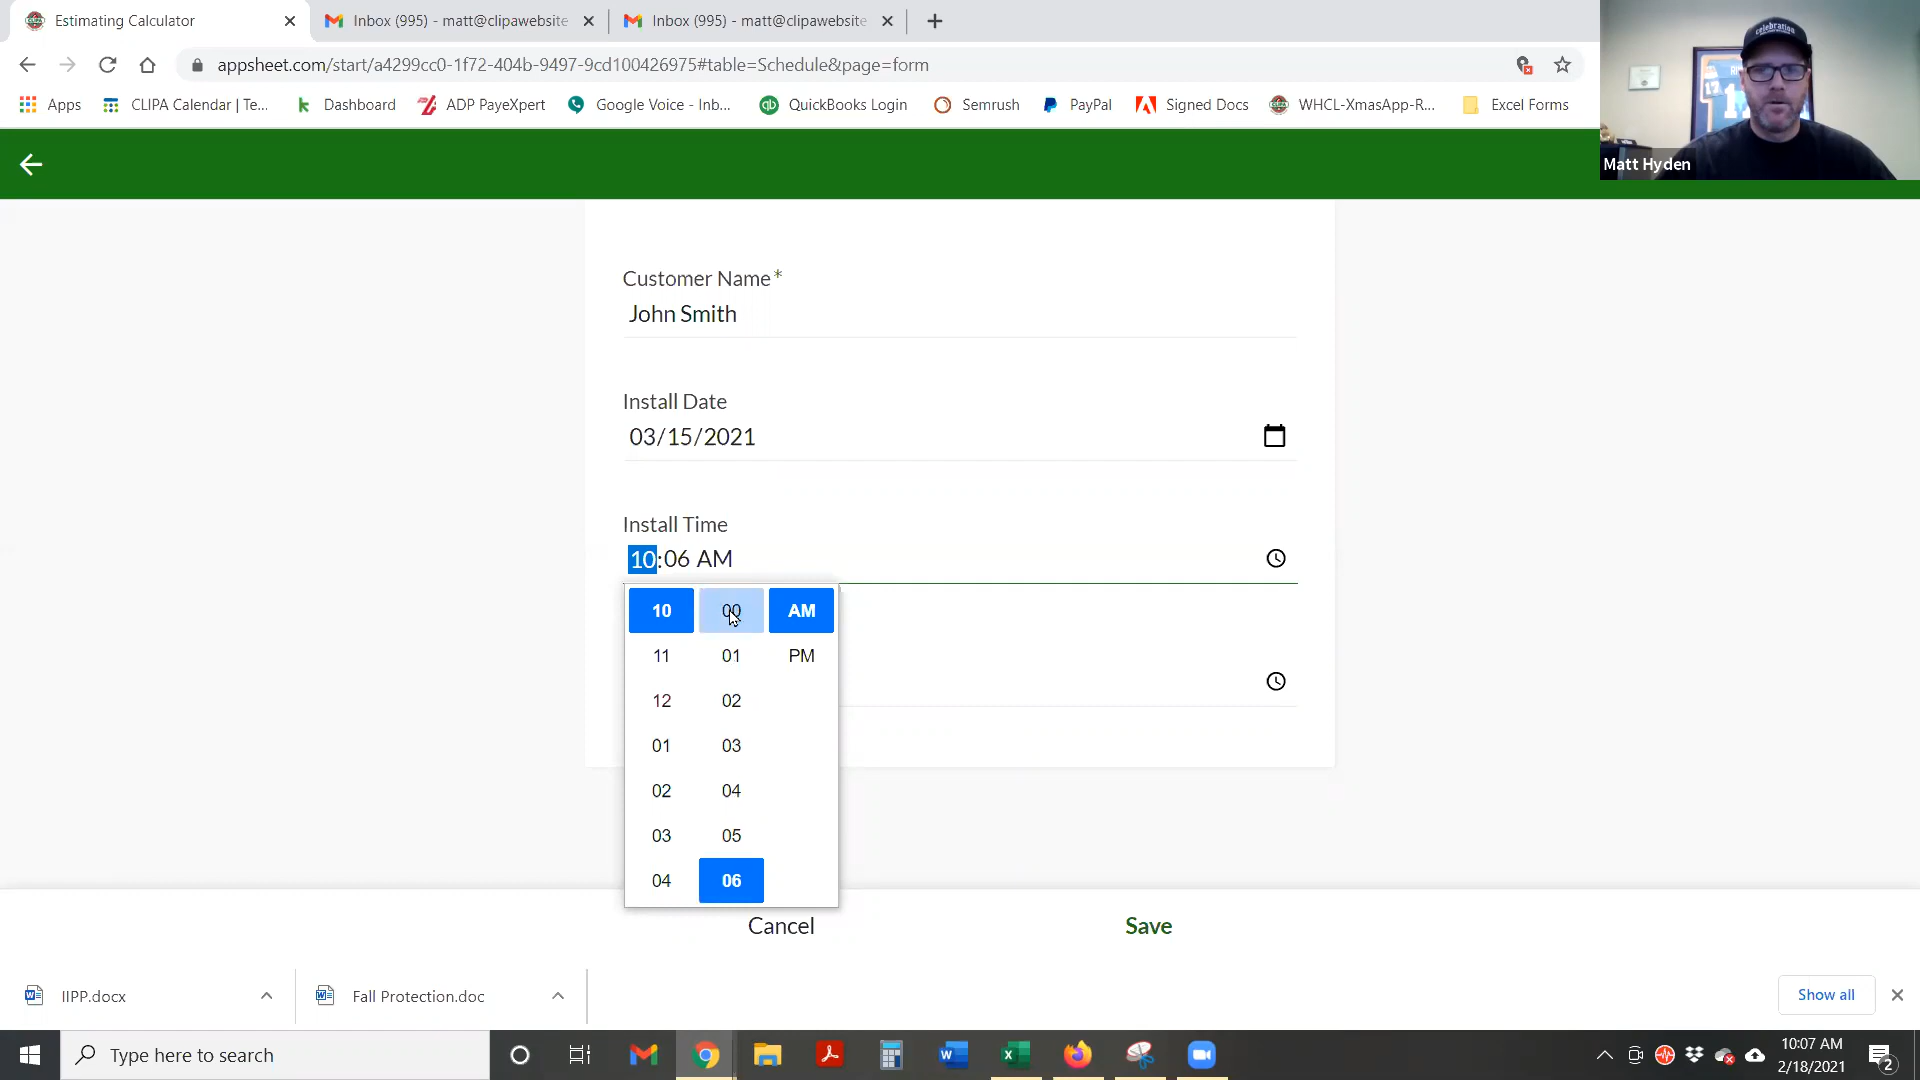 Estimating Calculator
Inbox (995) - matt@clipawebsite
Inbox (995) - matt@clipawebsite
appsheet.com/start/a4299cc0-1f72-404b-9497-9cd100426975#table=Schedule&page=form
Apps
CLIPA Calendar | Te...
Dashboard
ADP PayeXpert
Google Voice - Inb...
QuickBooks Login
Semrush
PayPal
Signed Docs
WHCL-XmasApp-R...
Excel Forms
celebration
Matt Hyden
Customer Name*
John Smith
Install Date
03/15/2021
Install Time
10:06 AM
10 00 AM
11 01 PM
12 02
01 03
02 04
03 05
04 06
Cancel
Save
IIPP.docx
Fall Protection.doc
Show all
Type here to search
10:07 AM
2/18/2021
2